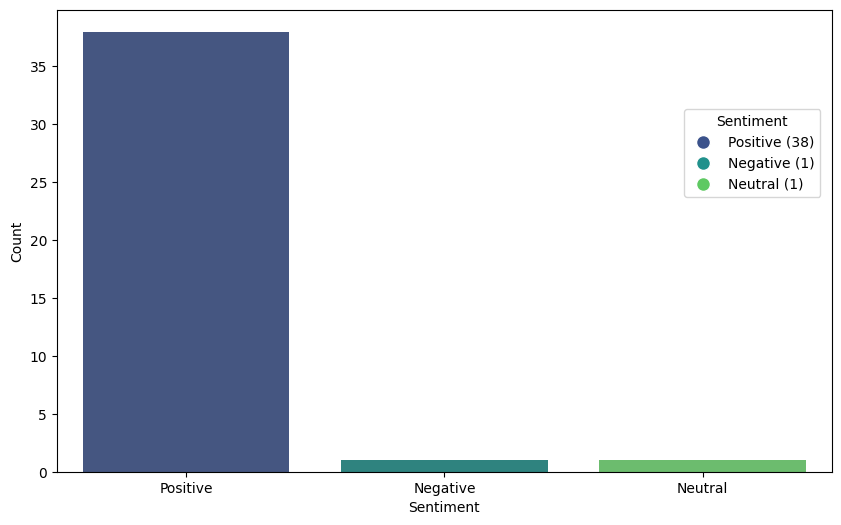 35
30
25
20
15
10
5
0
Count
Sentiment
Positive (38)
Negative (1)
Neutral (1)
Positive
Negative
Neutral
Sentiment